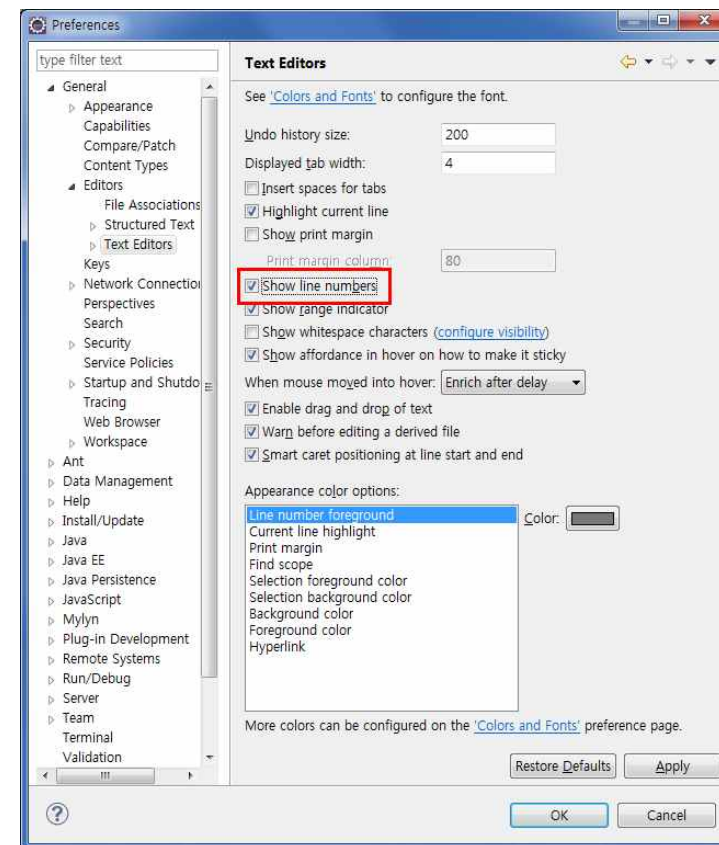 Preferences
type filter text
General
Appearance
Capabilities
Compare/Patch
Content Types
Editors
File Associations
Structured Text
Text Editors
Keys
Network Connectio
Perspectives
Search
Security
Service Policies
Startup and Shutdo
Tracing
Web Browser
Workspace
Ant
Data Management
Help
Install/Update
Java
Java EE
Java Persistence
JavaScript
Mylyn
Plug-in Development
Remote Systems
Run/Debug
Server
Team
Terminal
Validation
Text Editors
See 'Colors and Fonts' to configure the font.
Undo history size: 200
Displayed tab width: 4
Insert spaces for tabs
Highlight current line
Show print margin
Print margin column: 80
Show line numbers
Show range indicator
Show whitespace characters (configure visibility)
Show affordance in hover on how to make it sticky
When mouse moved into hover: Enrich after delay
Enable drag and drop of text
Warn before editing a derived file
Smart caret positioning at line start and end
Appearance color options:
Line number foreground
Current line highlight
Print margin
Find scope
Selection foreground color
Selection background color
Background color
Foreground color
Hyperlink
Color:
More colors can be configured on the 'Colors and Fonts' preference page.
Restore Defaults Apply
OK Cancel